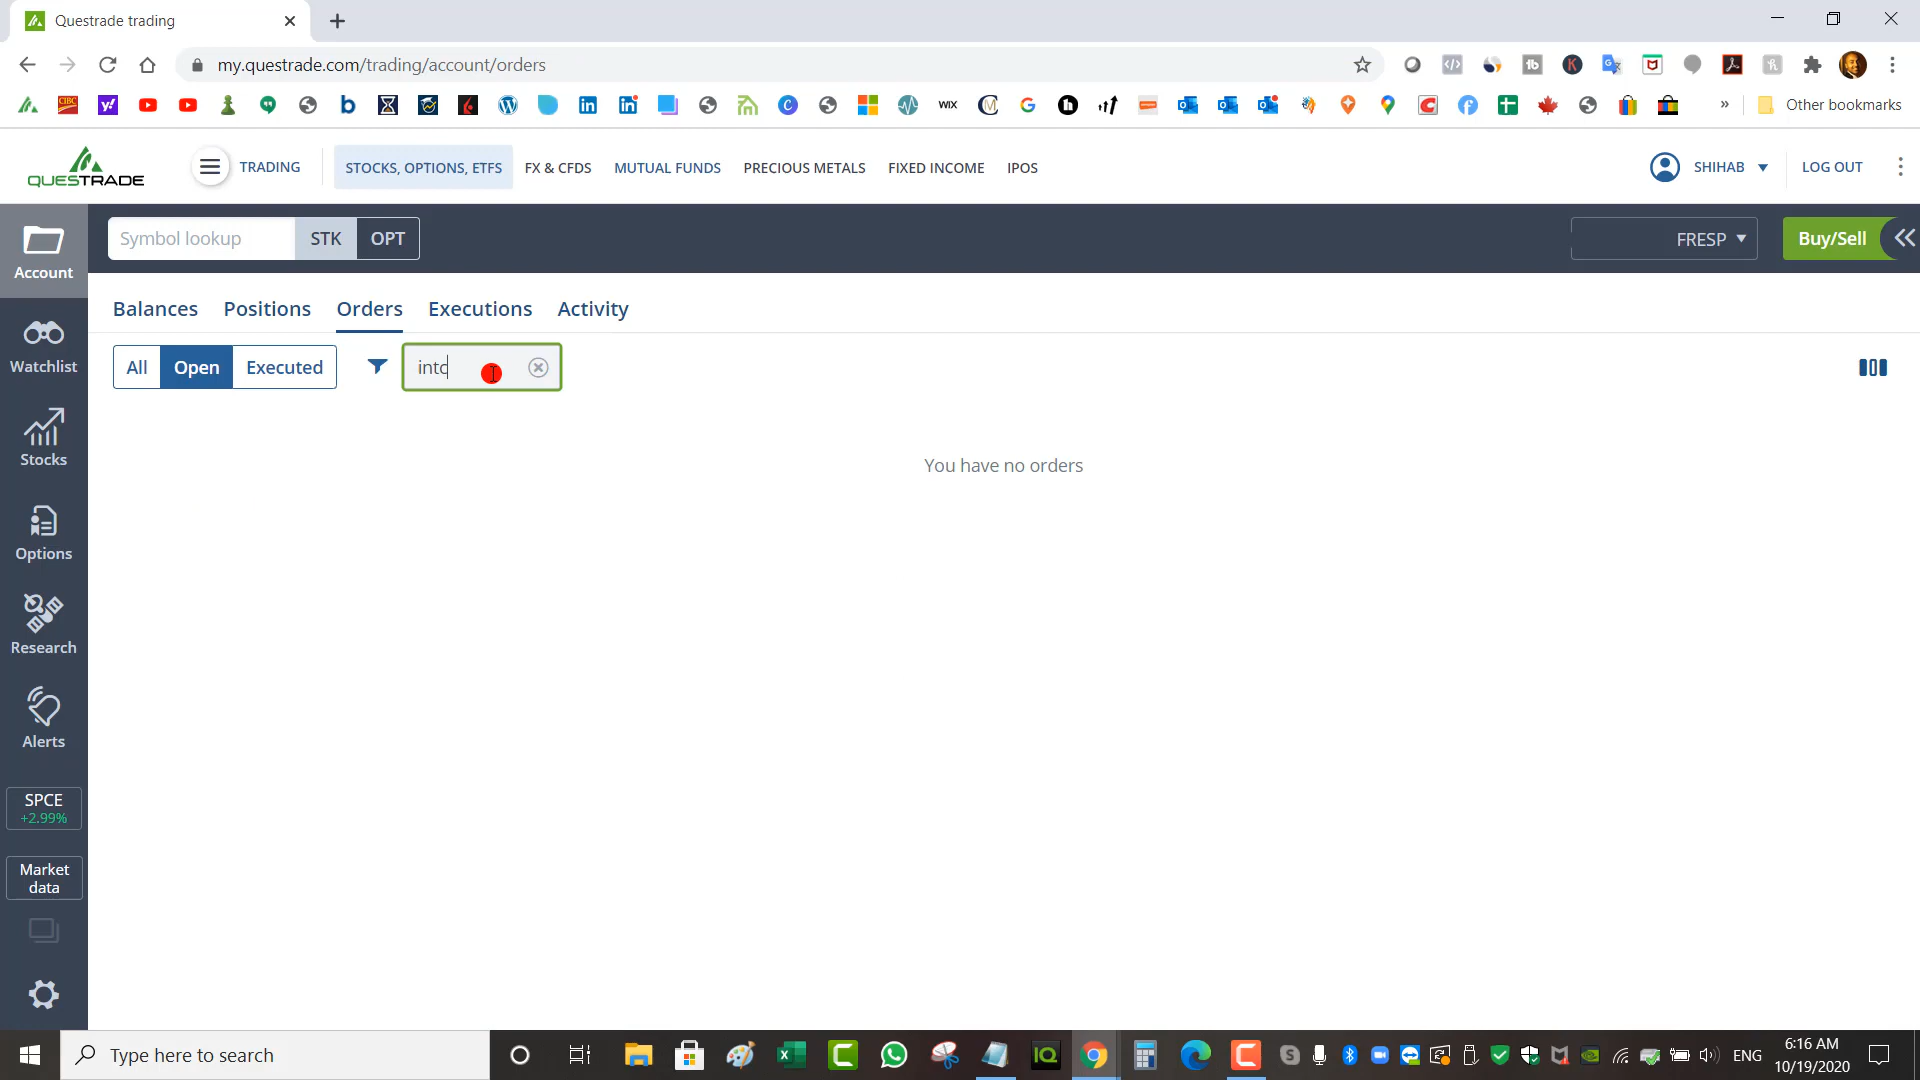 Questrade trading
my.questrade.com/trading/account/orders
Other bookmarks
QUESTRADE
TRADING
STOCKS, OPTIONS, ETFS
FX & CFDS
MUTUAL FUNDS
PRECIOUS METALS
FIXED INCOME
IPOS
SHIHAB
LOG OUT
Account
Symbol lookup
STK
OPT
FRESP
Buy/Sell
Balances
Positions
Orders
Executions
Activity
Watchlist
All
Open
Executed
intc
You have no orders
Stocks
Options
Research
Alerts
SPCE
+2.99%
Market
data
Type here to search
ENG
6:16 AM
10/19/2020